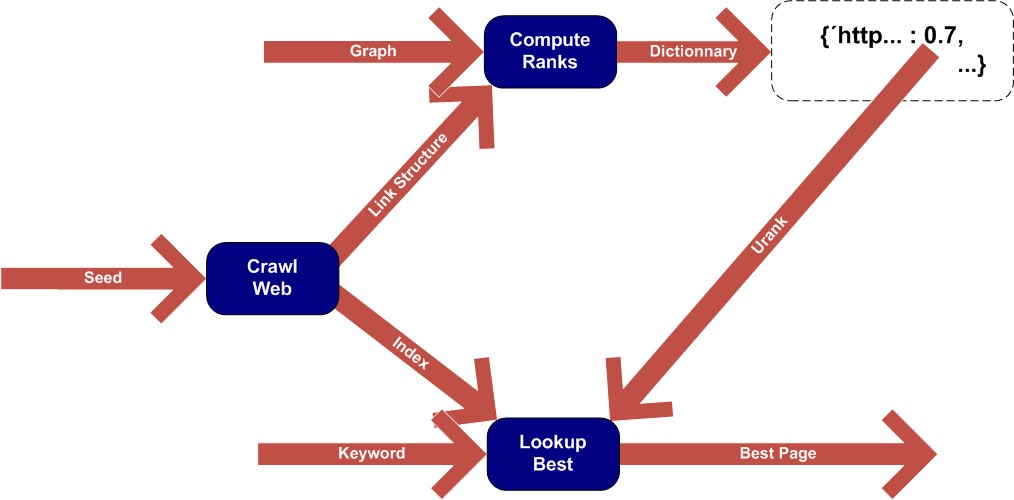 Graph
Compute
Ranks
Dictionnary
{´http... : 0.7,
...}
Link Structure
Urank
Seed
Crawl
Web
Index
Keyword
Lookup
Best
Best Page